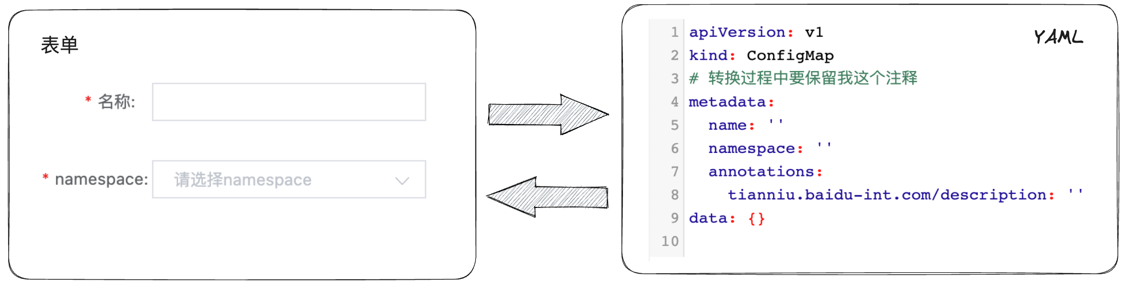 表单
* 名称:
* namespace: 请选择namespace
YAML
1 apiVersion: v1
2 kind: ConfigMap
3 # 转换过程中要保留我这个注释
4 metadata:
5   name: ''
6   namespace: ''
7   annotations:
8     tianniu.baidu-int.com/description: ''
9 data: {}
10